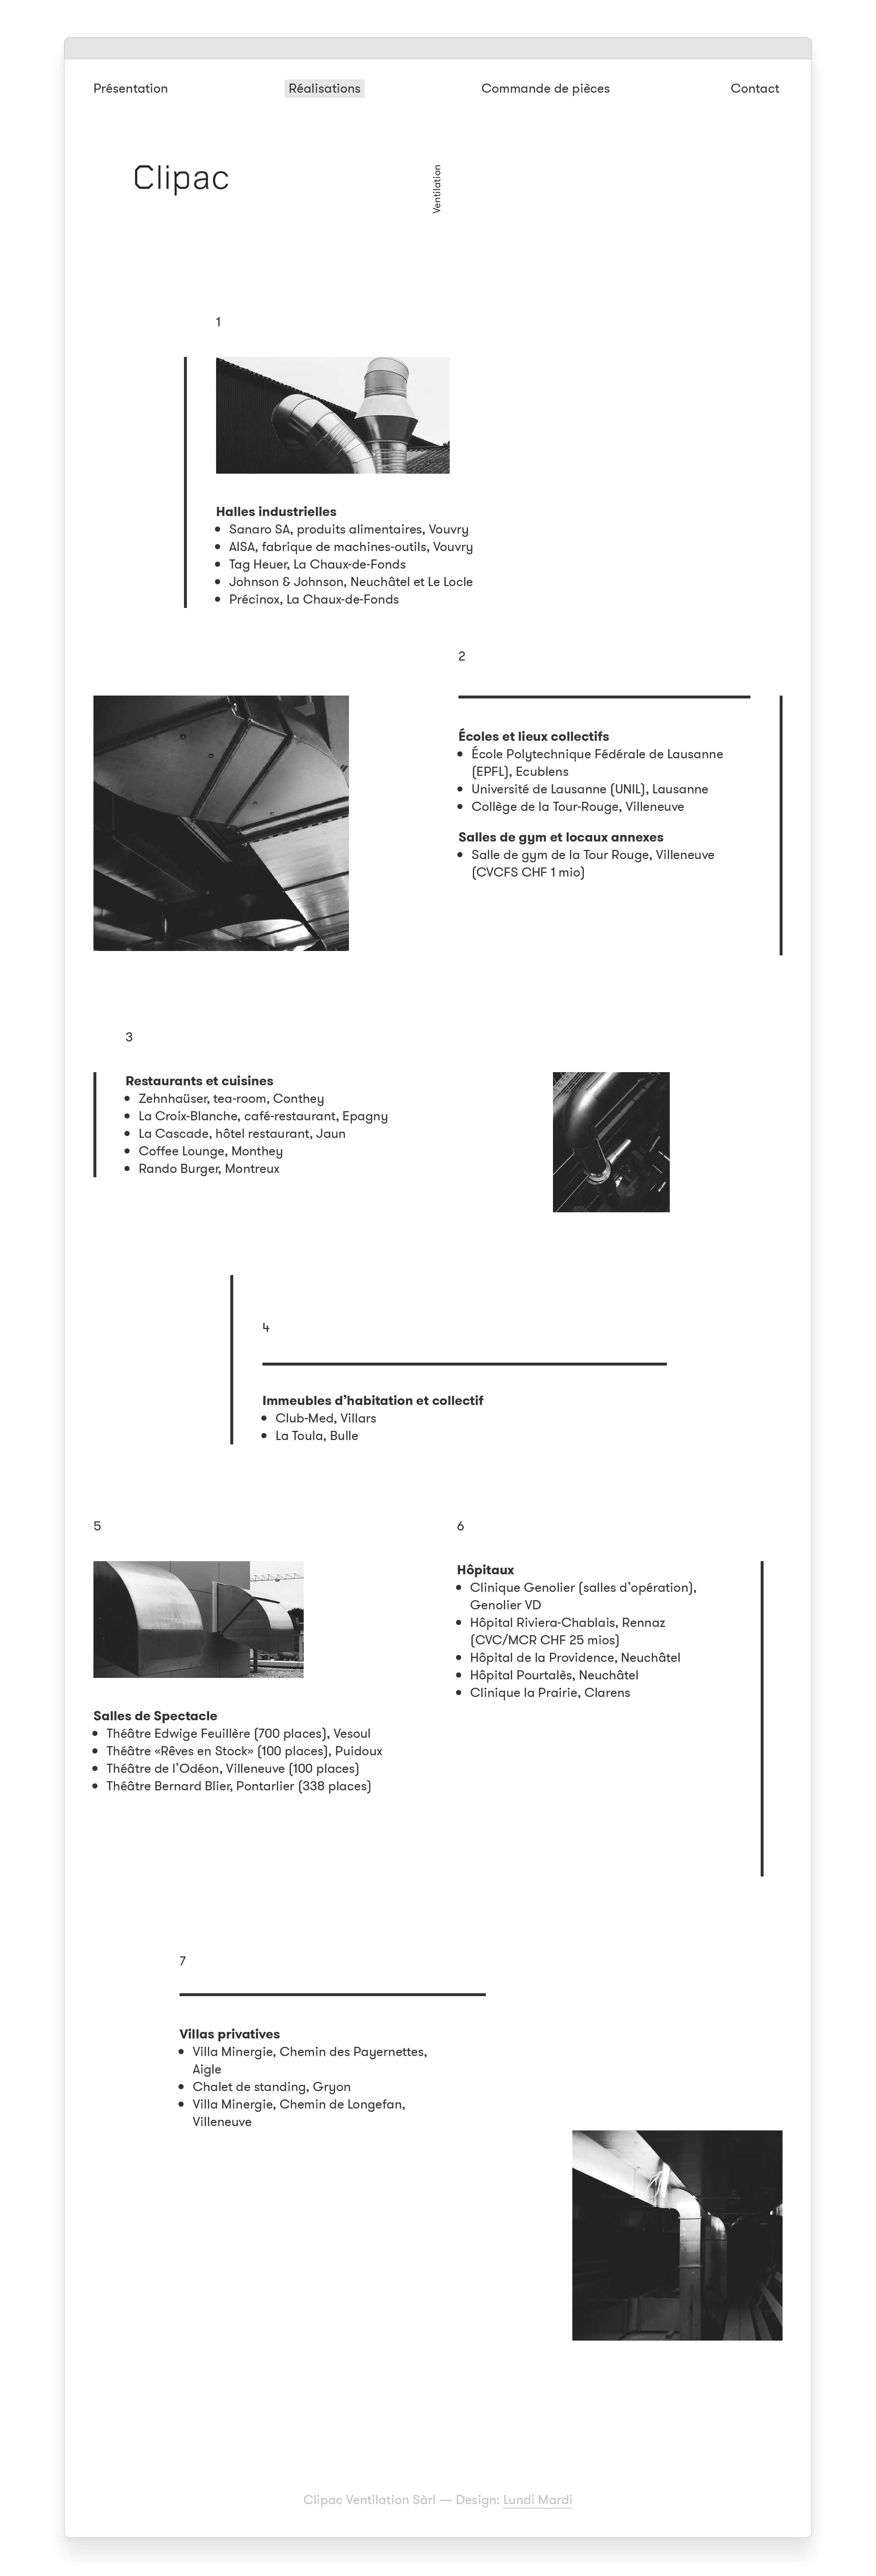 Présentation
Réalisations
Commande de pièces
Contact
Clipac
Ventilation
1
Halles industrielles
• Sanaro SA, produits alimentaires, Vouvry
• AISA, fabrique de machines-outils, Vouvry
• Tag Heuer, La Chaux-de-Fonds
• Johnson & Johnson, Neuchâtel et Le Locle
• Précinox, La Chaux-de-Fonds
2
Écoles et lieux collectifs
• École Polytechnique Fédérale de Lausanne
(EPFL), Ecublens
• Université de Lausanne (UNIL), Lausanne
• Collège de la Tour-Rouge, Villeneuve
Salles de gym et locaux annexes
• Salle de gym de la Tour Rouge, Villeneuve
(CVCFS CHF 1 mio)
3
Restaurants et cuisines
• Zehnhaüser, tea-room, Conthey
• La Croix-Blanche, café-restaurant, Epagny
• La Cascade, hôtel restaurant, Jaun
• Coffee Lounge, Monthey
• Rando Burger, Montreux
4
Immeubles d’habitation et collectif
• Club-Med, Villars
• La Toula, Bulle
5
Salles de Spectacle
• Théâtre Edwige Feuillère (700 places), Vesoul
• Théâtre «Rêves en Stock» (100 places), Puidoux
• Théâtre de l’Odéon, Villeneuve (100 places)
• Théâtre Bernard Blier, Pontarlier (338 places)
6
Hôpitaux
• Clinique Genolier (salles d’opération),
Genolier VD
• Hôpital Riviera-Chablais, Rennaz
(CVC/MCR CHF 25 mios)
• Hôpital de la Providence, Neuchâtel
• Hôpital Pourtalès, Neuchâtel
• Clinique la Prairie, Clarens
7
Villas privatives
• Villa Minergie, Chemin des Payernettes,
Aigle
• Chalet de standing, Gryon
• Villa Minergie, Chemin de Longefan,
Villeneuve
Clipac Ventilation Sàrl — Design: Lundi Mardi